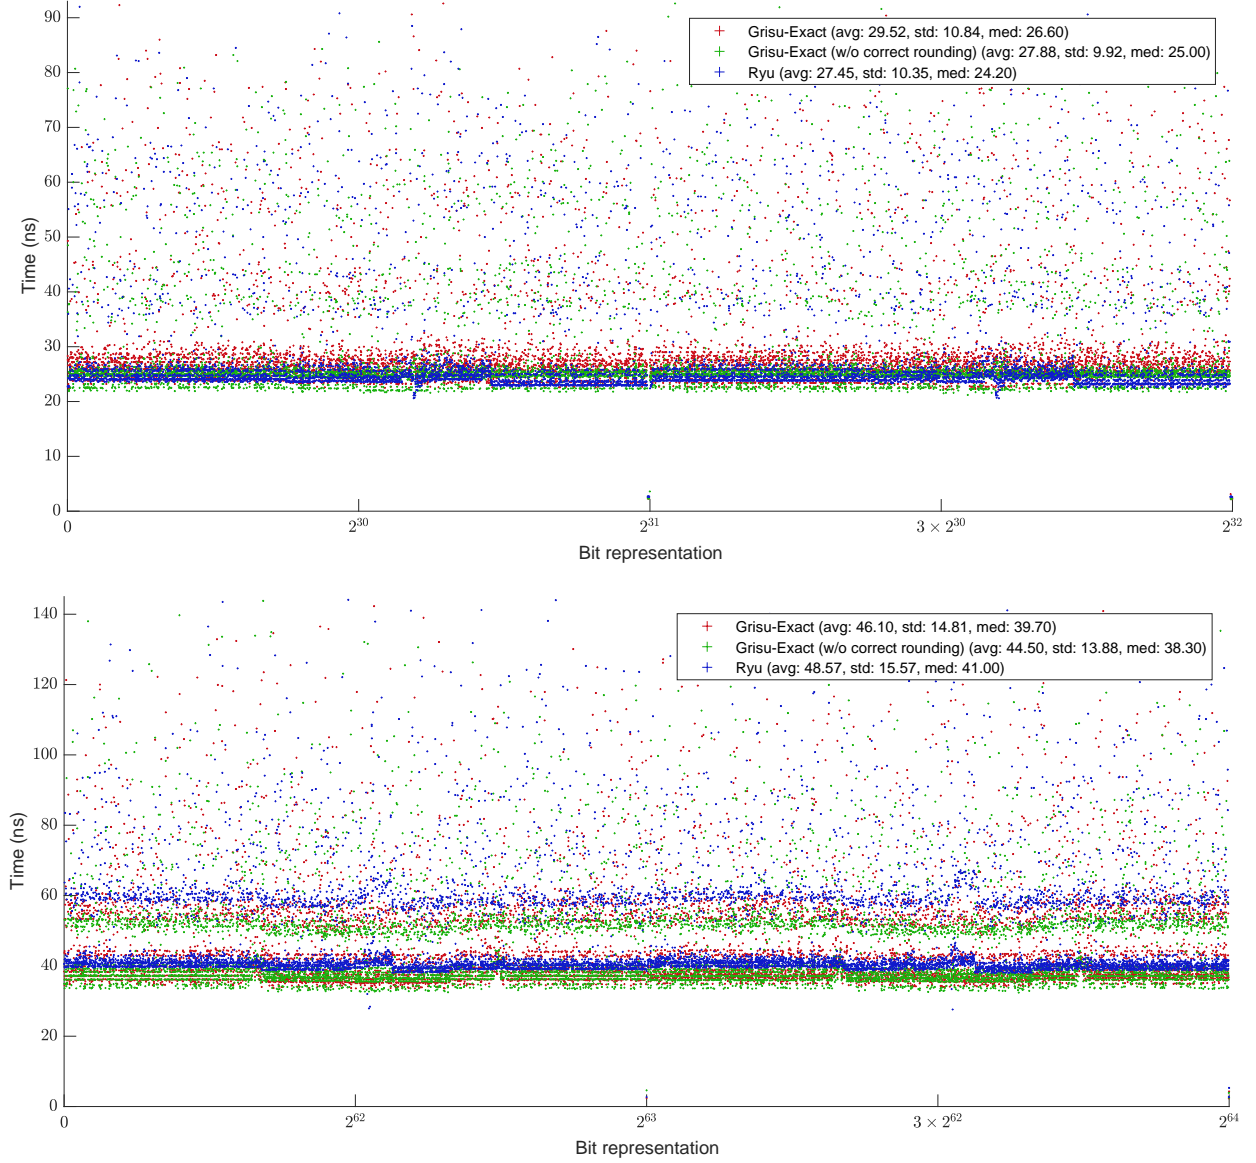 90
80
70
60
50
40
30
20
10
0
Time (ns)
Grisu-Exact (avg: 29.52, std: 10.84, med: 26.60)
Grisu-Exact (w/o correct rounding) (avg: 27.88, std: 9.92, med: 25.00)
Ryu (avg: 27.45, std: 10.35, med: 24.20)
0 2^30 2^31 3 × 2^30 2^32
Bit representation
140
120
100
80
60
40
20
0
Time (ns)
Grisu-Exact (avg: 46.10, std: 14.81, med: 39.70)
Grisu-Exact (w/o correct rounding) (avg: 44.50, std: 13.88, med: 38.30)
Ryu (avg: 48.57, std: 15.57, med: 41.00)
0 2^62 2^63 3 × 2^62 2^64
Bit representation